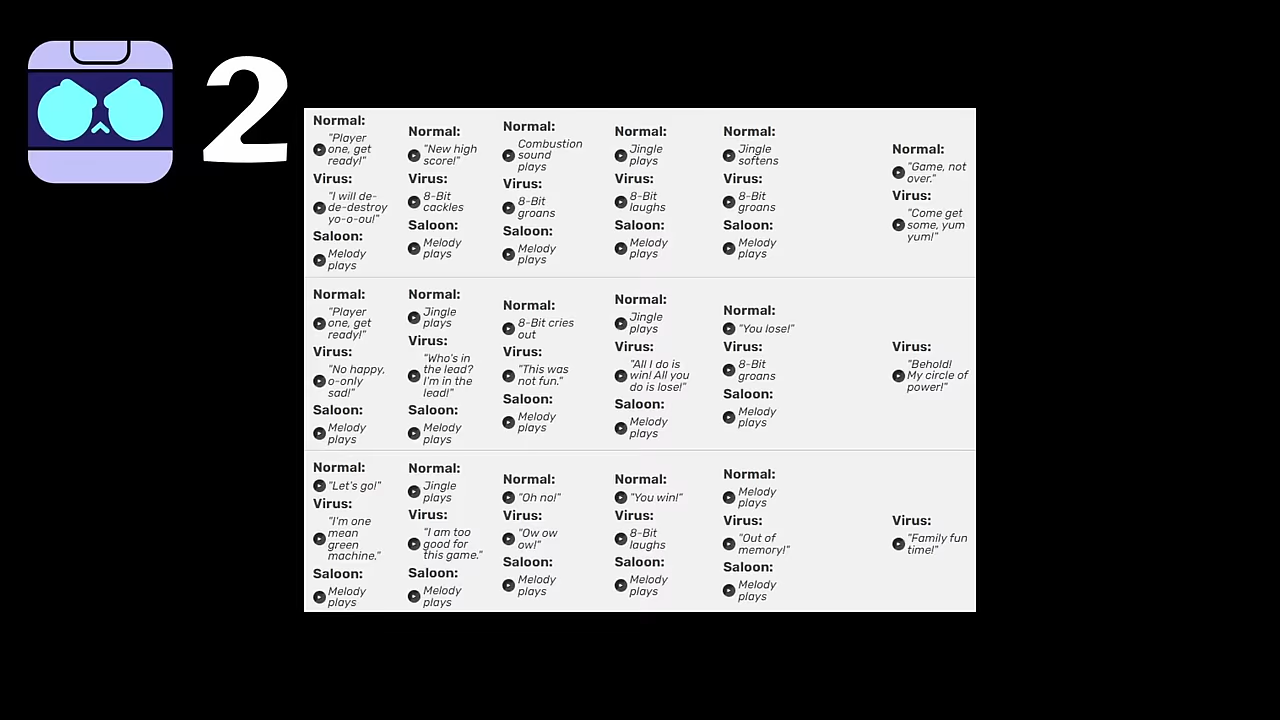 2
Normal:
"Player
one, get
ready!"
Virus:
"I will de-
de-destroy
yo-o-ou!"
Saloon:
Melody
plays
Normal:
"New high
score!"
Virus:
8-Bit
cackles
Saloon:
Melody
plays
Normal:
Combustion
sound
plays
Virus:
8-Bit
groans
Saloon:
Melody
plays
Normal:
Jingle
plays
Virus:
8-Bit
laughs
Saloon:
Melody
plays
Normal:
Jingle
softens
Virus:
8-Bit
groans
Saloon:
Melody
plays
Normal:
"Game, not
over."
Virus:
"Come get
some, yum
yum!"
Normal:
"Player
one, get
ready!"
Virus:
"No happy,
o-only
sad!"
Saloon:
Melody
plays
Normal:
Jingle
plays
Virus:
"Who's in
the lead?
I'm in the
lead!"
Saloon:
Melody
plays
Normal:
8-Bit cries
out
Virus:
"This was
not fun."
Saloon:
Melody
plays
Normal:
Jingle
plays
Virus:
"All I do is
win! All you
do is lose!"
Saloon:
Melody
plays
Normal:
"You lose!"
Virus:
8-Bit
groans
Saloon:
Melody
plays
Virus:
"Behold!
My circle of
power!"
Normal:
"Let's go!"
Virus:
"I'm one
mean
green
machine."
Saloon:
Melody
plays
Normal:
Jingle
plays
Virus:
"I am too
good for
this game."
Saloon:
Melody
plays
Normal:
"Oh no!"
Virus:
"Ow ow
ow!"
Saloon:
Melody
plays
Normal:
"You win!"
Virus:
8-Bit
laughs
Saloon:
Melody
plays
Normal:
Melody
plays
Virus:
"Out of
memory!"
Saloon:
Melody
plays
Virus:
"Family fun
time!"